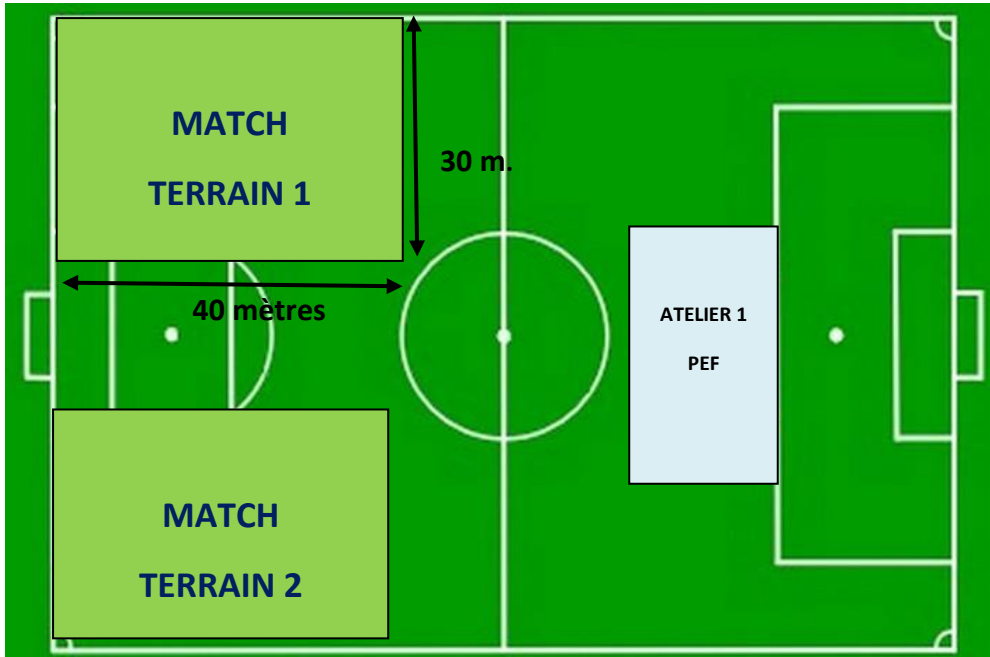 MATCH
TERRAIN 1
30 m.
40 mètres
ATELIER 1
PEF
MATCH
TERRAIN 2